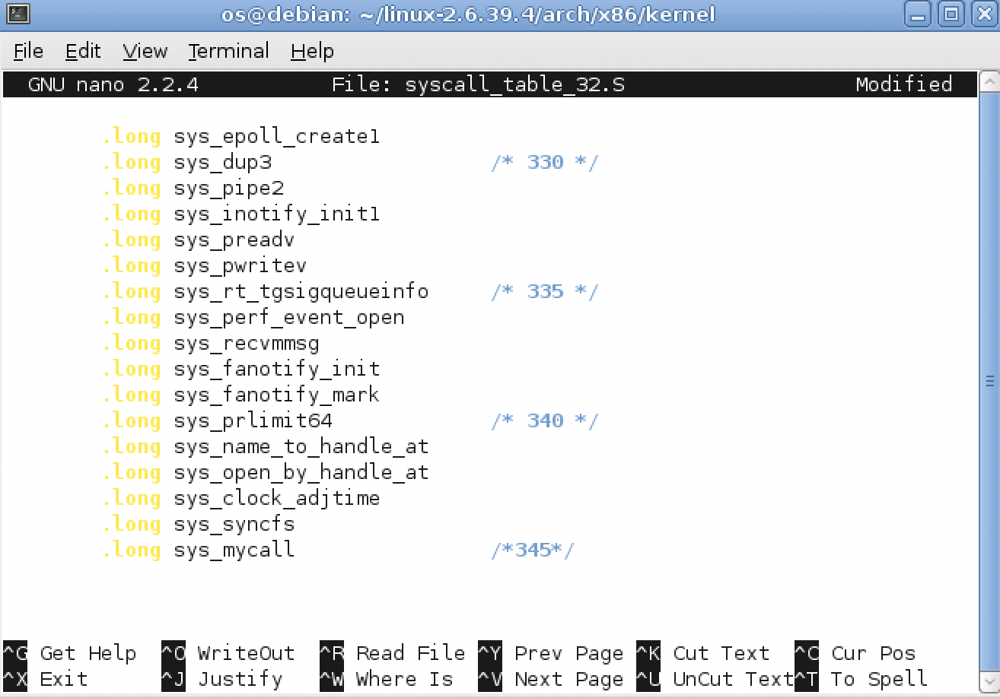 os@debian: ~/linux-2.6.39.4/arch/x86/kernel
File Edit View Terminal Help
GNU nano 2.2.4 File: syscall_table_32.S Modified
.long sys_epoll_create1
.long sys_dup3 /* 330 */
.long sys_pipe2
.long sys_inotify_init1
.long sys_preadv
.long sys_pwritev
.long sys_rt_tgsigqueueinfo /* 335 */
.long sys_perf_event_open
.long sys_recvmmsg
.long sys_fanotify_init
.long sys_fanotify_mark
.long sys_prlimit64 /* 340 */
.long sys_name_to_handle_at
.long sys_open_by_handle_at
.long sys_clock_adjtime
.long sys_syncfs
.long sys_mycall /*345*/
^G Get Help ^O WriteOut ^R Read File ^Y Prev Page ^K Cut Text ^C Cur Pos
^X Exit ^J Justify ^W Where Is ^V Next Page ^U UnCut Text ^T To Spell